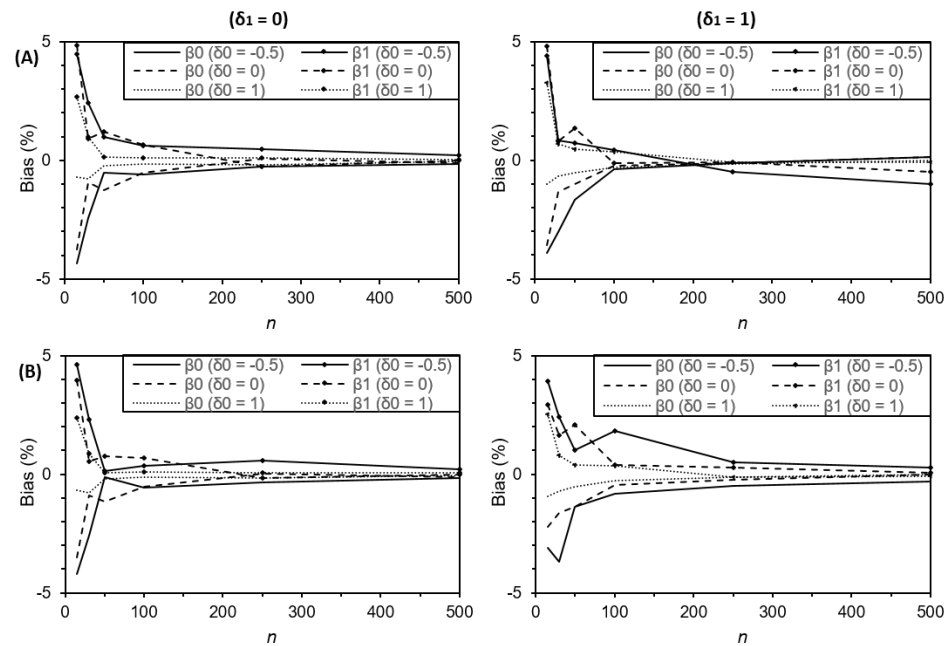 (δ1 = 0) (δ1 = 1)
(A)
5 β0 (δ0 = -0.5) β1 (δ0 = -0.5) 5 β0 (δ0 = -0.5) β1 (δ0 = -0.5)
β0 (δ0 = 0) β1 (δ0 = 0) β0 (δ0 = 0) β1 (δ0 = 0)
β0 (δ0 = 1) β1 (δ0 = 1) β0 (δ0 = 1) β1 (δ0 = 1)
Bias (%) 0 Bias (%) 0
-5 -5
0 100 200 300 400 500 0 100 200 300 400 500
n n
(B)
5 β0 (δ0 = -0.5) β1 (δ0 = -0.5) 5 β0 (δ0 = -0.5) β1 (δ0 = -0.5)
β0 (δ0 = 0) β1 (δ0 = 0) β0 (δ0 = 0) β1 (δ0 = 0)
β0 (δ0 = 1) β1 (δ0 = 1) β0 (δ0 = 1) β1 (δ0 = 1)
Bias (%) 0 Bias (%) 0
-5 -5
0 100 200 300 400 500 0 100 200 300 400 500
n n